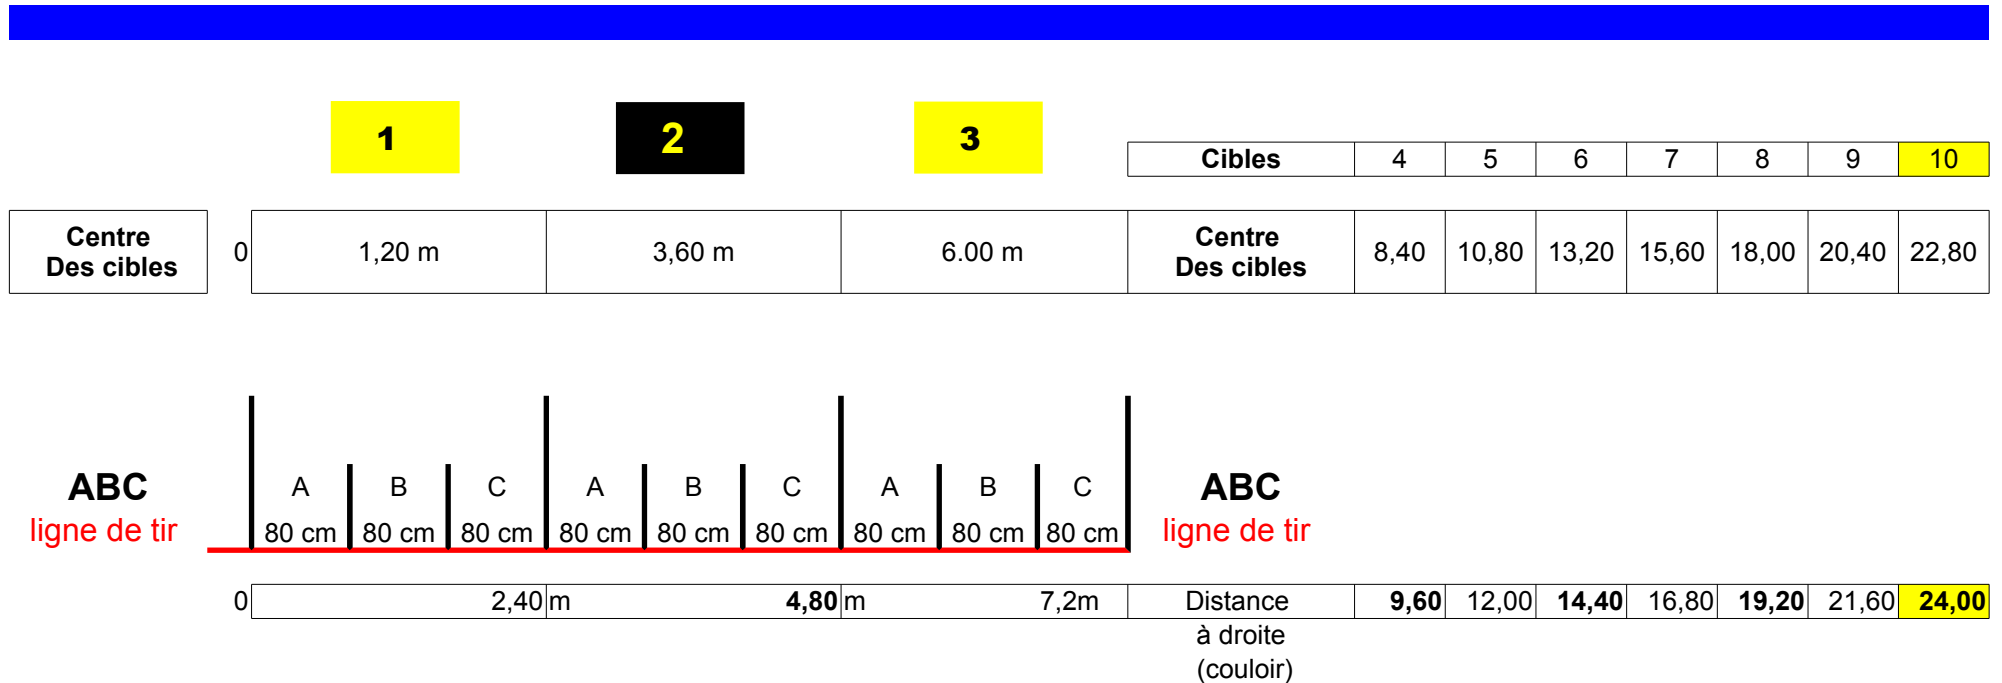 1 2 3
Cibles 4 5 6 7 8 9 10
Centre
Des cibles
0 1,20 m 3,60 m 6.00 m
Centre
Des cibles
8,40 10,80 13,20 15,60 18,00 20,40 22,80
ABC
ligne de tir
A B C A B C A B C
80 cm 80 cm 80 cm 80 cm 80 cm 80 cm 80 cm 80 cm 80 cm
ABC
ligne de tir
0 2,40 m 4,80 m 7,2m
Distance
à droite
(couloir)
9,60 12,00 14,40 16,80 19,20 21,60 24,00